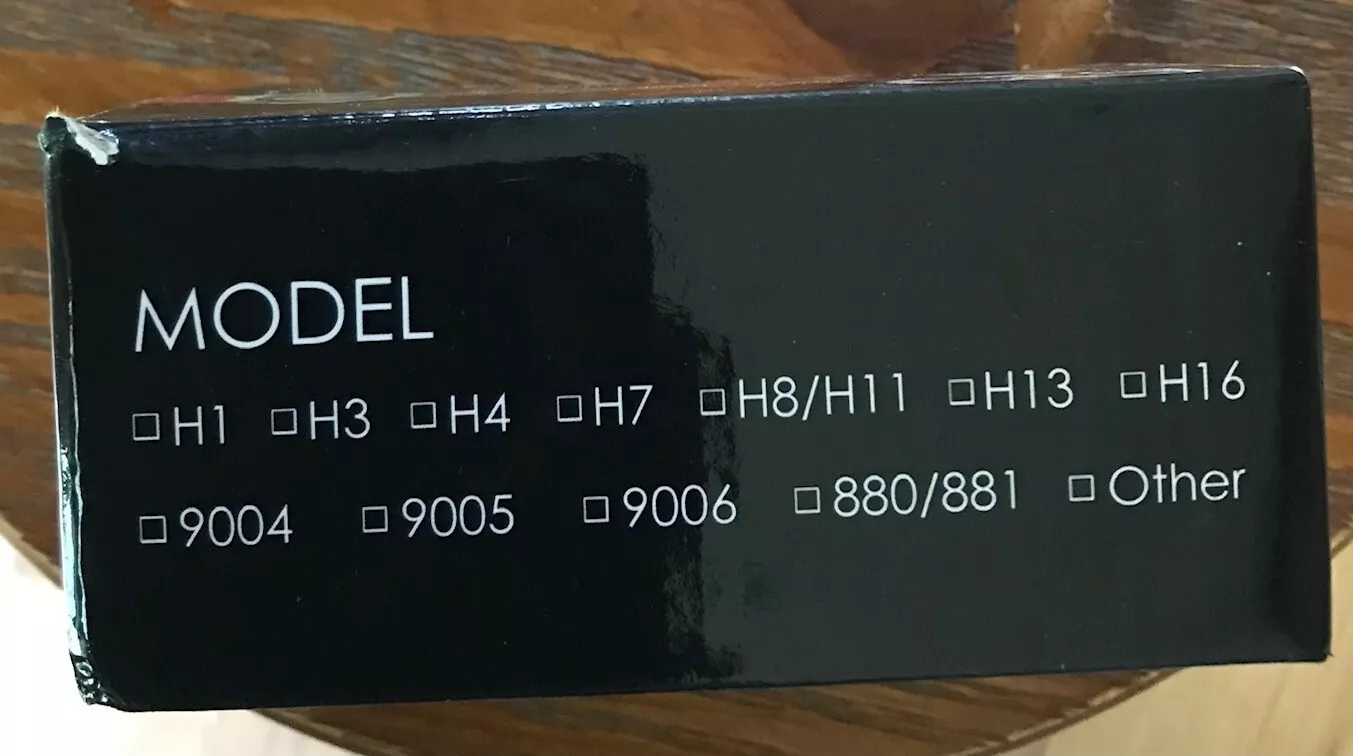 MODEL
□H1 □H3 □H4 □H7 □H8/H11 □H13 □H16
□9004 □9005 □9006 □880/881 □Other